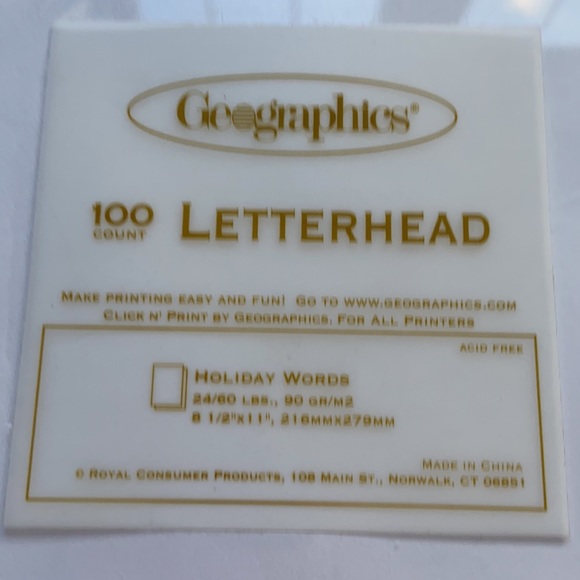 Geographics®
100 COUNT LETTERHEAD
MAKE PRINTING EASY AND FUN! GO TO WWW.GEOGRAPHICS.COM
CLICK N' PRINT BY GEOGRAPHICS. FOR ALL PRINTERS
ACID FREE
HOLIDAY WORDS
24/60 LBS., 90 GR/M2
8 1/2"X11", 216MMX279MM
MADE IN CHINA
© ROYAL CONSUMER PRODUCTS, 108 MAIN ST., NORWALK, CT 06851